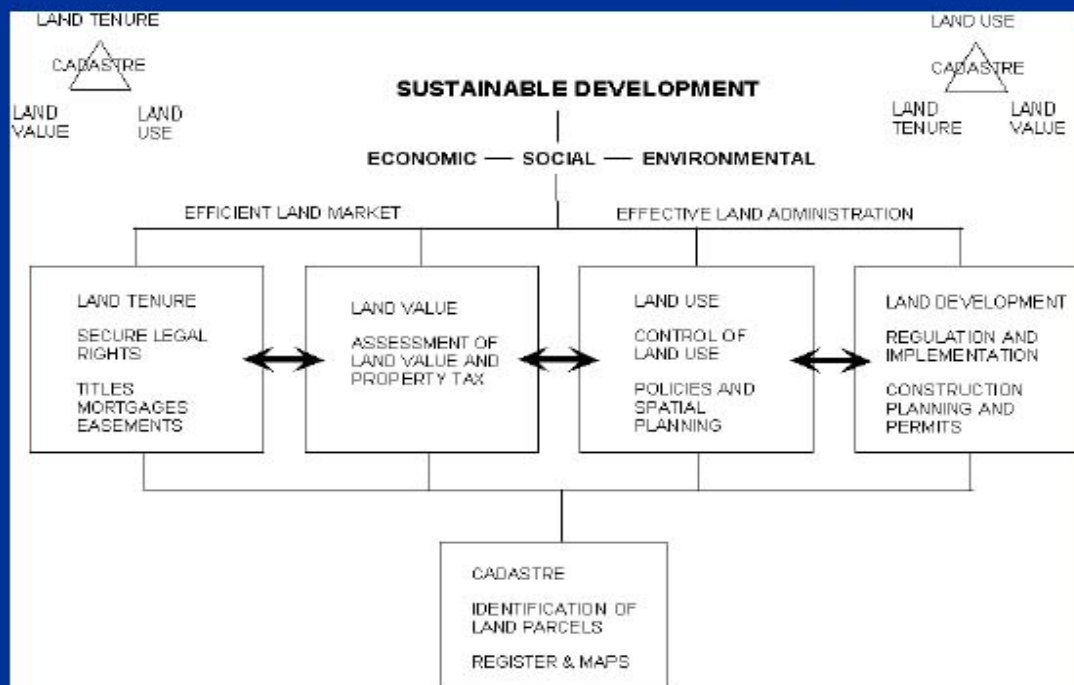 LAND TENURE
CADASTRE
LAND
VALUE
LAND
USE
LAND USE
CADASTRE
LAND
TENURE
LAND
VALUE
SUSTAINABLE DEVELOPMENT
ECONOMIC — SOCIAL — ENVIRONMENTAL
EFFICIENT LAND MARKET
EFFECTIVE LAND ADMINISTRATION
LAND TENURE
SECURE LEGAL
RIGHTS
TITLES
MORTGAGES
EASEMENTS
LAND VALUE
ASSESSMENT OF
LAND VALUE AND
PROPERTY TAX
LAND USE
CONTROL OF
LAND USE
POLICIES AND
SPATIAL
PLANNING
LAND DEVELOPMENT
REGULATION AND
IMPLEMENTATION
CONSTRUCTION
PLANNING AND
PERMITS
CADASTRE
IDENTIFICATION OF
LAND PARCELS
REGISTER & MAPS